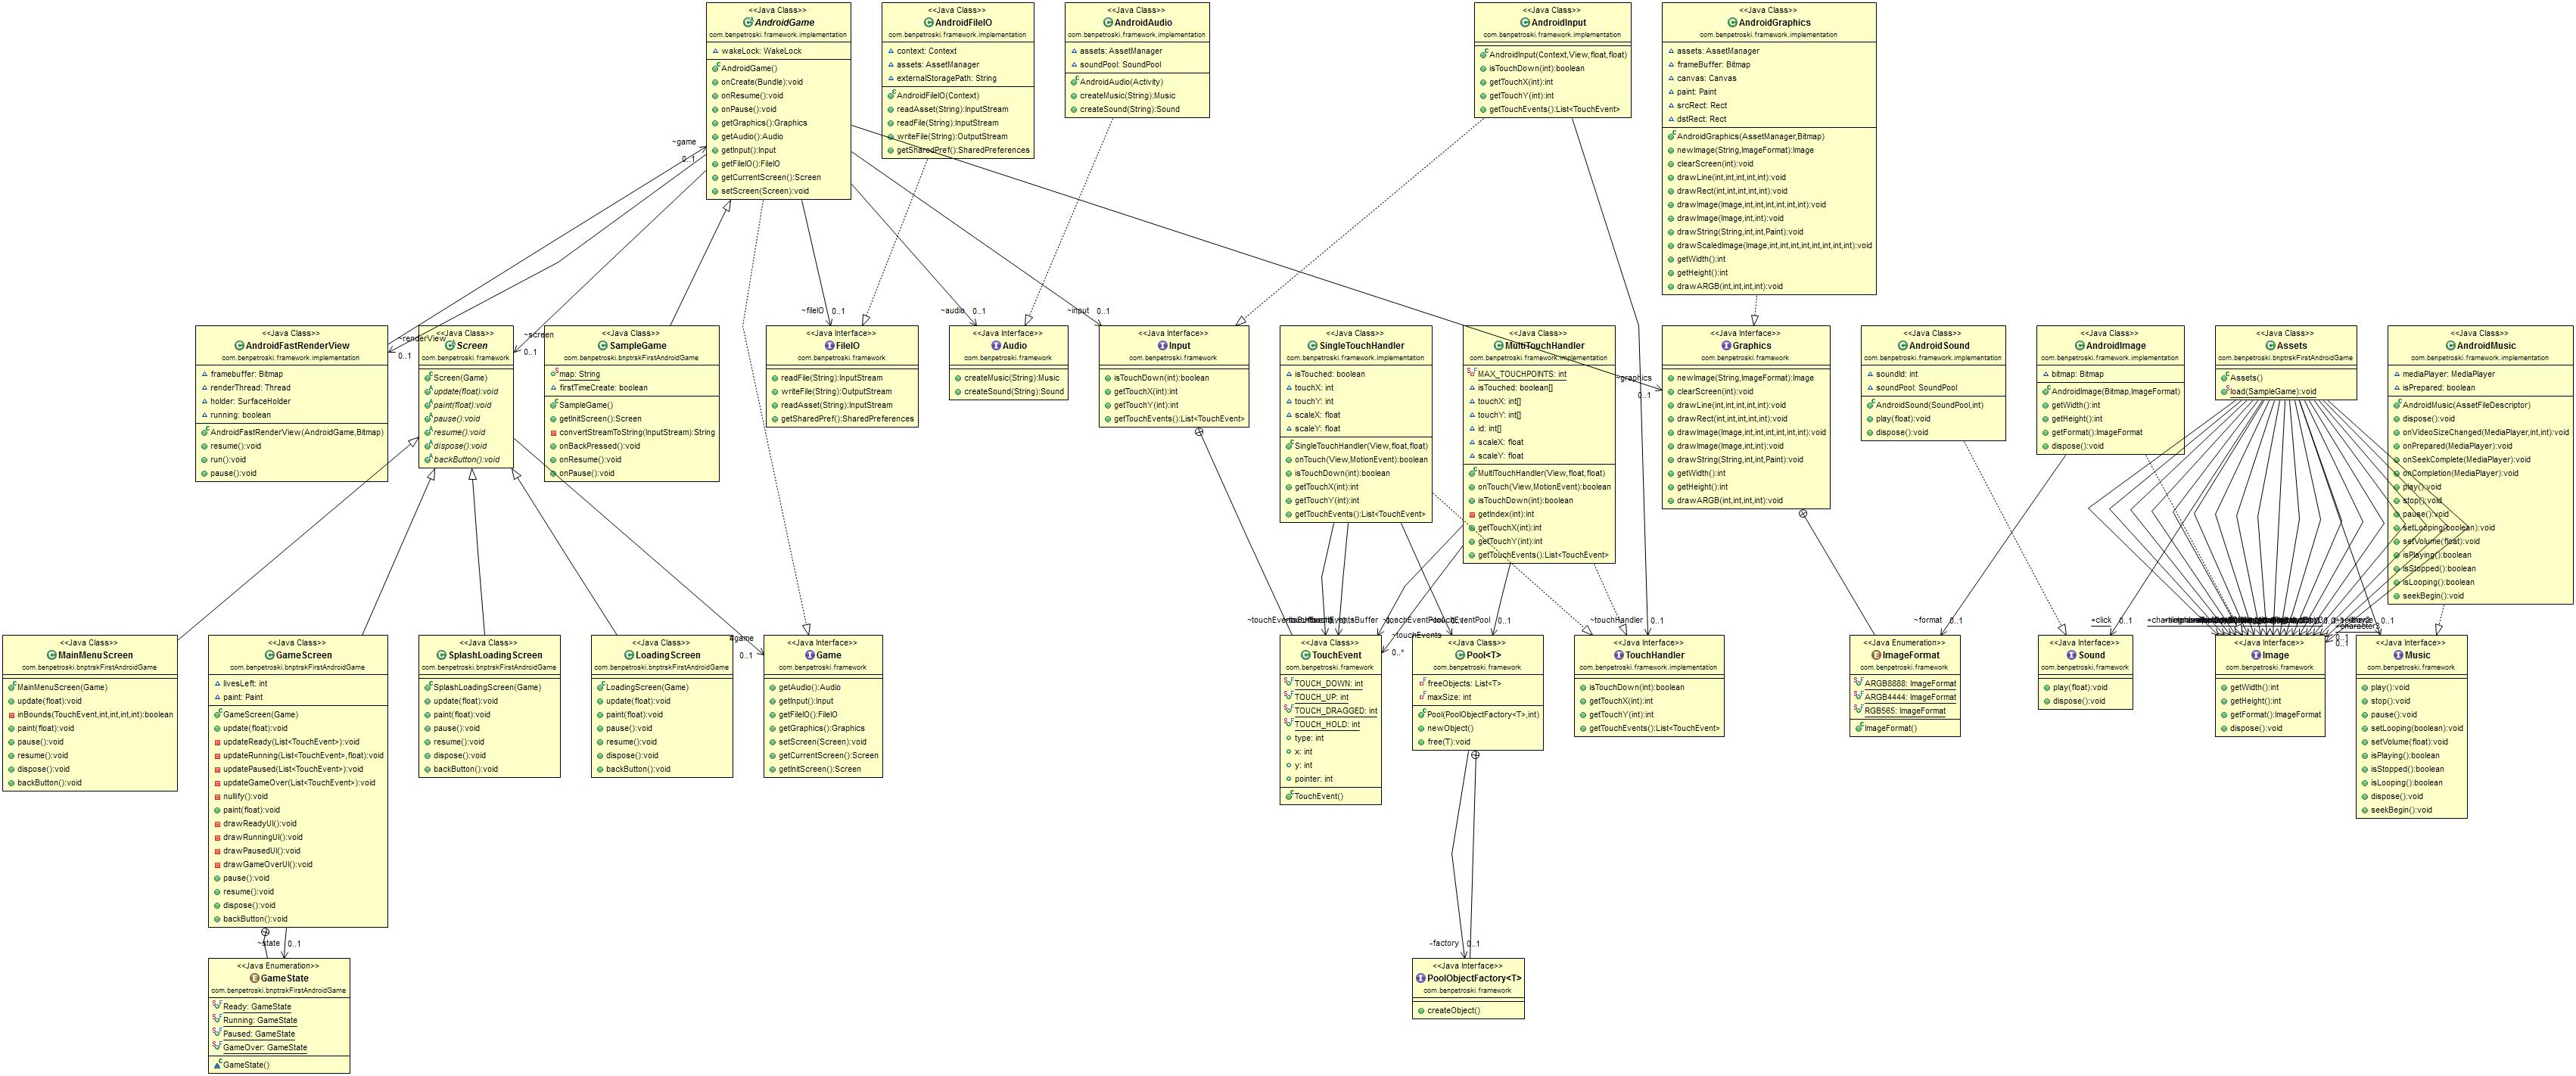 <<Java Class>>
AndroidGame
com.benpetroski.framework.implementation
wakeLock: WakeLock
AndroidGame()
onCreate(Bundle):void
onResume():void
onPause():void
getGraphics():Graphics
getAudio():Audio
getInput():Input
getFileIO():FileIO
getCurrentScreen():Screen
setScreen(Screen):void
<<Java Class>>
AndroidFileIO
com.benpetroski.framework.implementation
context: Context
assets: AssetManager
externalStoragePath: String
AndroidFileIO(Context)
readAsset(String):InputStream
readFile(String):InputStream
writeFile(String):OutputStream
getSharedPref():SharedPreferences
<<Java Class>>
AndroidAudio
com.benpetroski.framework.implementation
assets: AssetManager
soundPool: SoundPool
AndroidAudio(Activity)
createMusic(String):Music
createSound(String):Sound
<<Java Class>>
AndroidInput
com.benpetroski.framework.implementation
AndroidInput(Context,View,float,float)
isTouchDown(int):boolean
getTouchX(int):int
getTouchY(int):int
getTouchEvents():List<TouchEvent>
<<Java Class>>
AndroidGraphics
com.benpetroski.framework.implementation
assets: AssetManager
frameBuffer: Bitmap
canvas: Canvas
paint: Paint
srcRect: Rect
dstRect: Rect
AndroidGraphics(AssetManager,Bitmap)
newImage(String,ImageFormat):Image
clearScreen(int):void
drawLine(int,int,int,int,int):void
drawRect(int,int,int,int,int):void
drawImage(Image,int,int,int,int,int,int):void
drawImage(Image,int,int):void
drawString(String,int,int,Paint):void
drawScaledImage(Image,int,int,int,int,int,int,int,int):void
getWidth():int
getHeight():int
drawARGB(int,int,int,int):void
~game
0..1
~renderView
0..1
~screen
0..1
~fileIO 0..1
~audio 0..1
~input 0..1
~graphics
0..1
<<Java Class>>
AndroidFastRenderView
com.benpetroski.framework.implementation
framebuffer: Bitmap
renderThread: Thread
holder: SurfaceHolder
running: boolean
AndroidFastRenderView(AndroidGame,Bitmap)
resume():void
run():void
pause():void
<<Java Class>>
Screen
com.benpetroski.framework
Screen(Game)
update(float):void
paint(float):void
pause():void
resume():void
dispose():void
backButton():void
<<Java Class>>
SampleGame
com.benpetroski.bnptrskFirstAndroidGame
map: String
firstTimeCreate: boolean
SampleGame()
getInitScreen():Screen
convertStreamToString(InputStream):String
onBackPressed():void
onResume():void
onPause():void
<<Java Interface>>
FileIO
com.benpetroski.framework
readFile(String):InputStream
writeFile(String):OutputStream
readAsset(String):InputStream
getSharedPref():SharedPreferences
<<Java Interface>>
Audio
com.benpetroski.framework
createMusic(String):Music
createSound(String):Sound
<<Java Interface>>
Input
com.benpetroski.framework
isTouchDown(int):boolean
getTouchX(int):int
getTouchY(int):int
getTouchEvents():List<TouchEvent>
<<Java Class>>
SingleTouchHandler
com.benpetroski.framework.implementation
isTouched: boolean
touchX: int
touchY: int
scaleX: float
scaleY: float
SingleTouchHandler(View,float,float)
onTouch(View,MotionEvent):boolean
isTouchDown(int):boolean
getTouchX(int):int
getTouchY(int):int
getTouchEvents():List<TouchEvent>
<<Java Class>>
MultiTouchHandler
com.benpetroski.framework.implementation
MAX_TOUCHPOINTS: int
isTouched: boolean[]
touchX: int[]
touchY: int[]
id: int[]
scaleX: float
scaleY: float
MultiTouchHandler(View,float,float)
onTouch(View,MotionEvent):boolean
isTouchDown(int):boolean
getIndex(int):int
getTouchX(int):int
getTouchY(int):int
getTouchEvents():List<TouchEvent>
<<Java Interface>>
Graphics
com.benpetroski.framework
newImage(String,ImageFormat):Image
clearScreen(int):void
drawLine(int,int,int,int,int):void
drawRect(int,int,int,int,int):void
drawImage(Image,int,int,int,int,int,int):void
drawImage(Image,int,int):void
drawString(String,int,int,Paint):void
getWidth():int
getHeight():int
drawARGB(int,int,int,int):void
<<Java Class>>
AndroidSound
com.benpetroski.framework.implementation
soundId: int
soundPool: SoundPool
AndroidSound(SoundPool,int)
play(float):void
dispose():void
<<Java Class>>
AndroidImage
com.benpetroski.framework.implementation
bitmap: Bitmap
AndroidImage(Bitmap,ImageFormat)
getWidth():int
getHeight():int
getFormat():ImageFormat
dispose():void
<<Java Class>>
Assets
com.benpetroski.bnptrskFirstAndroidGame
Assets()
load(SampleGame):void
<<Java Class>>
AndroidMusic
com.benpetroski.framework.implementation
mediaPlayer: MediaPlayer
isPrepared: boolean
AndroidMusic(AssetFileDescriptor)
dispose():void
onVideoSizeChanged(MediaPlayer,int,int):void
onPrepared(MediaPlayer):void
onSeekComplete(MediaPlayer):void
onCompletion(MediaPlayer):void
play():void
stop():void
pause():void
setLooping(boolean):void
setVolume(float):void
isPlaying():boolean
isStopped():boolean
isLooping():boolean
seekBegin():void
#game
0..1
~touchEvents
0..*
~touchHandler 0..1
~format 0..1
+click 0..1
<<Java Class>>
MainMenuScreen
com.benpetroski.bnptrskFirstAndroidGame
MainMenuScreen(Game)
update(float):void
inBounds(TouchEvent,int,int,int,int):boolean
paint(float):void
pause():void
resume():void
dispose():void
backButton():void
<<Java Class>>
GameScreen
com.benpetroski.bnptrskFirstAndroidGame
livesLeft: int
paint: Paint
GameScreen(Game)
update(float):void
updateReady(List<TouchEvent>):void
updateRunning(List<TouchEvent>,float):void
updatePaused(List<TouchEvent>):void
updateGameOver(List<TouchEvent>):void
nullify():void
paint(float):void
drawReadyUI():void
drawRunningUI():void
drawPausedUI():void
drawGameOverUI():void
pause():void
resume():void
dispose():void
backButton():void
<<Java Class>>
SplashLoadingScreen
com.benpetroski.bnptrskFirstAndroidGame
SplashLoadingScreen(Game)
update(float):void
paint(float):void
pause():void
resume():void
dispose():void
backButton():void
<<Java Class>>
LoadingScreen
com.benpetroski.bnptrskFirstAndroidGame
LoadingScreen(Game)
update(float):void
paint(float):void
pause():void
resume():void
dispose():void
backButton():void
<<Java Interface>>
Game
com.benpetroski.framework
getAudio():Audio
getInput():Input
getFileIO():FileIO
getGraphics():Graphics
setScreen(Screen):void
getCurrentScreen():Screen
getInitScreen():Screen
<<Java Class>>
TouchEvent
com.benpetroski.framework
TOUCH_DOWN: int
TOUCH_UP: int
TOUCH_DRAGGED: int
TOUCH_HOLD: int
type: int
x: int
y: int
pointer: int
TouchEvent()
<<Java Class>>
Pool<T>
com.benpetroski.framework
freeObjects: List<T>
maxSize: int
Pool(PoolObjectFactory<T>,int)
newObject()
free(T):void
<<Java Interface>>
TouchHandler
com.benpetroski.framework.implementation
isTouchDown(int):boolean
getTouchX(int):int
getTouchY(int):int
getTouchEvents():List<TouchEvent>
<<Java Enumeration>>
ImageFormat
com.benpetroski.framework
ARGB8888: ImageFormat
ARGB4444: ImageFormat
RGB565: ImageFormat
ImageFormat()
<<Java Interface>>
Sound
com.benpetroski.framework
play(float):void
dispose():void
<<Java Interface>>
Image
com.benpetroski.framework
getWidth():int
getHeight():int
getFormat():ImageFormat
dispose():void
<<Java Interface>>
Music
com.benpetroski.framework
play():void
stop():void
pause():void
setLooping(boolean):void
setVolume(float):void
isPlaying():boolean
isStopped():boolean
isLooping():boolean
dispose():void
seekBegin():void
~state 0..1
~factory 0..1
<<Java Enumeration>>
GameState
com.benpetroski.bnptrskFirstAndroidGame
Ready: GameState
Running: GameState
Paused: GameState
GameOver: GameState
GameState()
<<Java Interface>>
PoolObjectFactory<T>
com.benpetroski.framework
createObject()